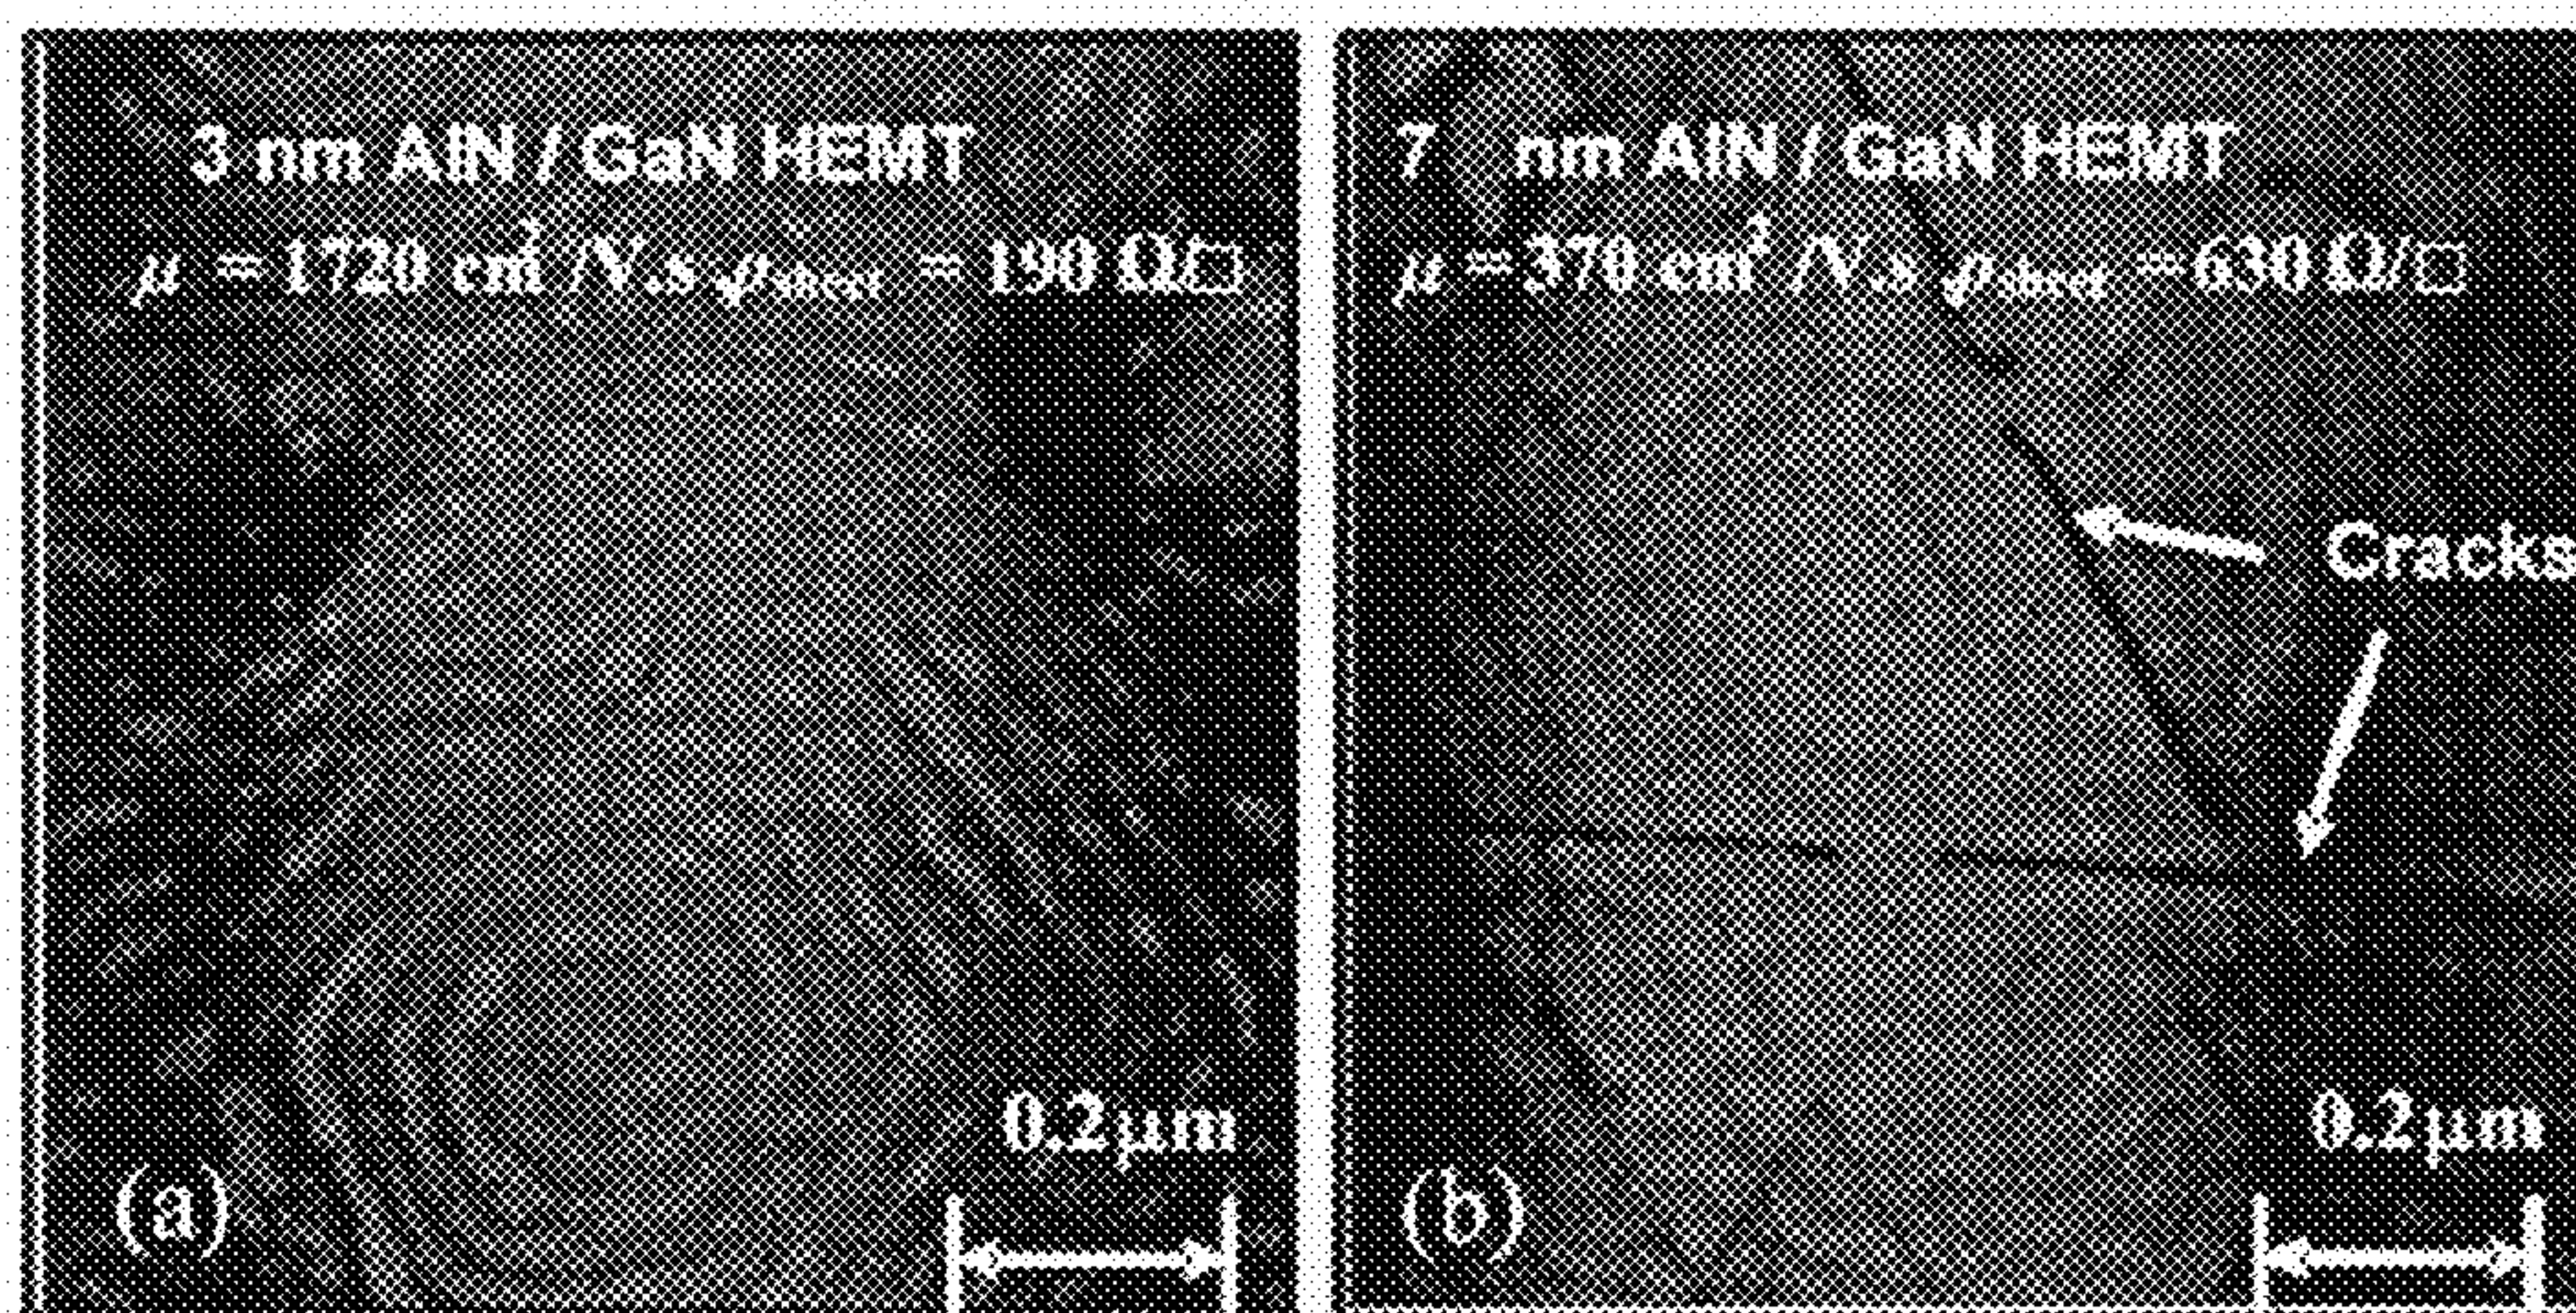 3 nm AlN / GaN HEMT
μ = 1720 cm² /V.s ρsheet = 190 Ω/□
0.2μm
(a)
7 nm AlN / GaN HEMT
μ = 370 cm² /V.s ρsheet = 630 Ω/□
Cracks
0.2μm
(b)